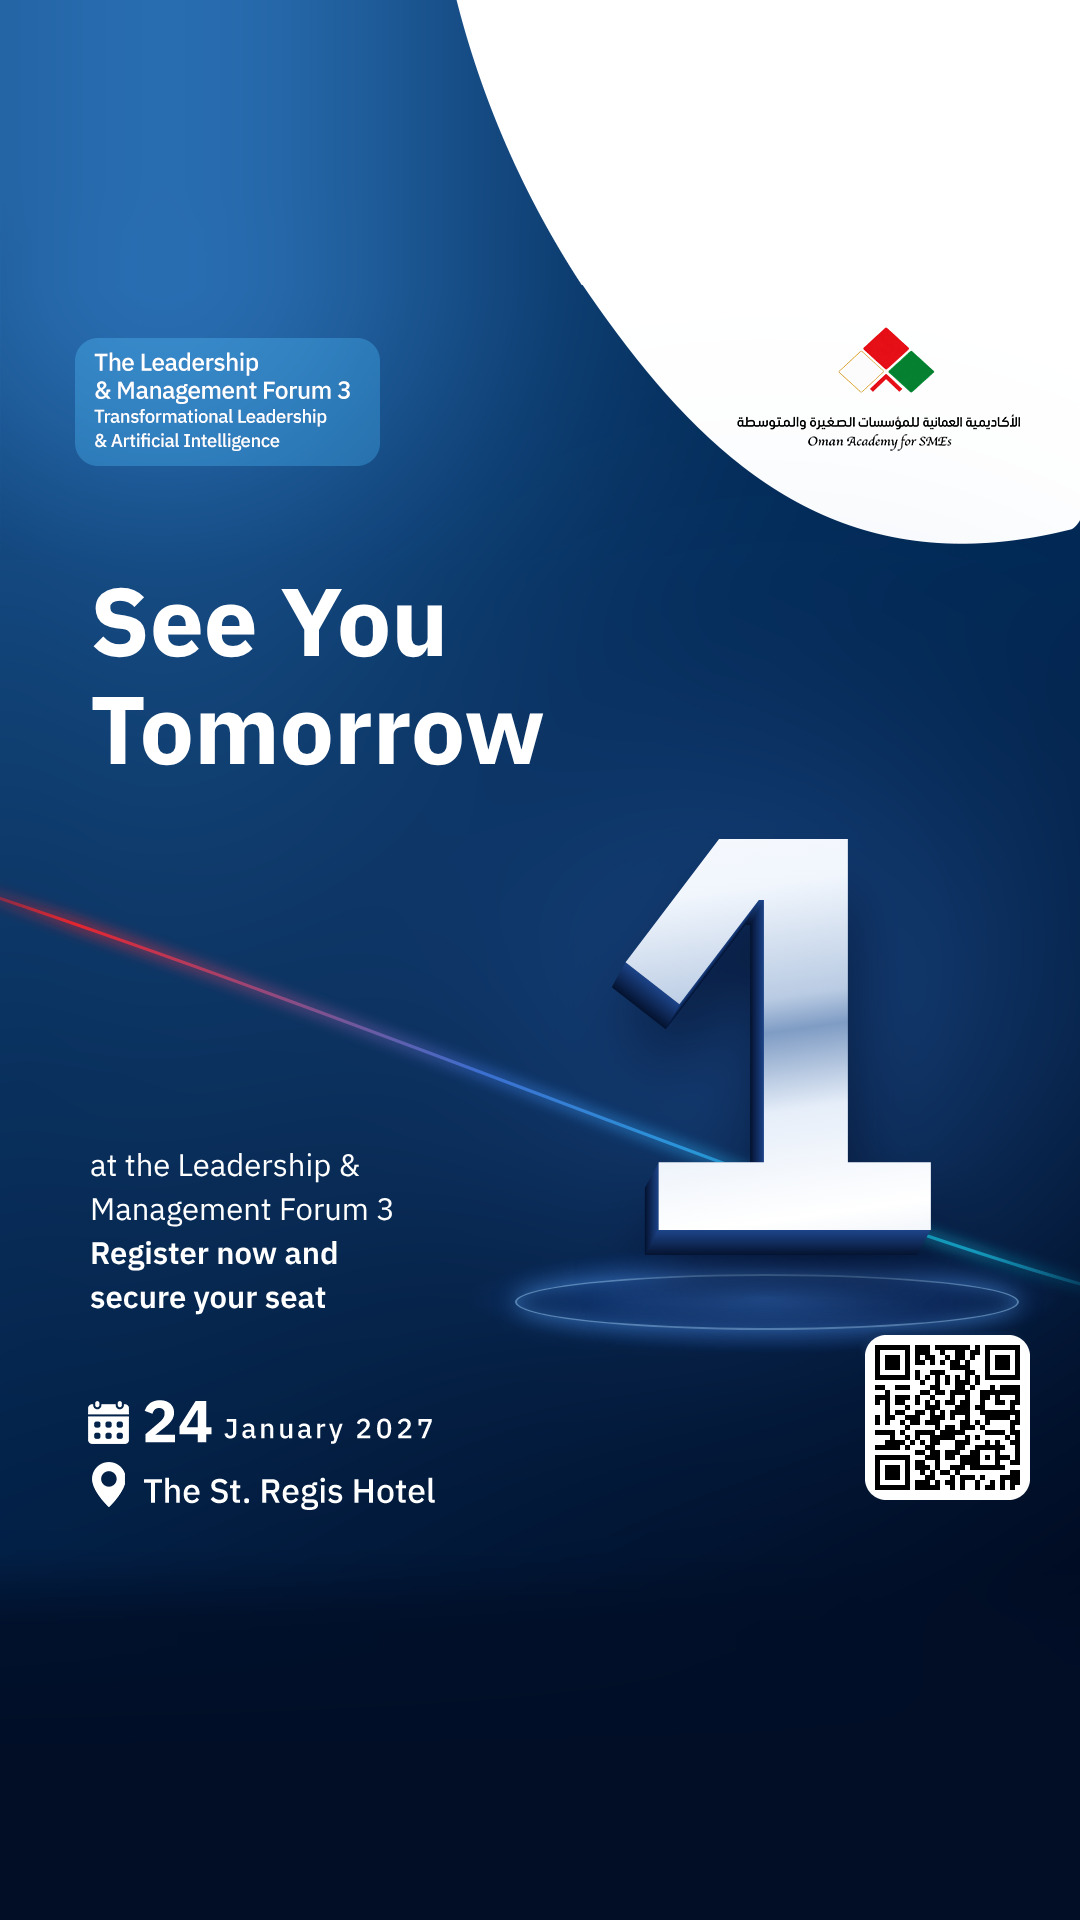 The Leadership
& Management Forum 3
Transformational Leadership
& Artificial Intelligence
الأكاديمية العمانية للمؤسسات الصغيرة والمتوسطة
Oman Academy for SMEs
See You
Tomorrow
1
at the Leadership &
Management Forum 3
Register now and
secure your seat
24 January 2027
The St. Regis Hotel